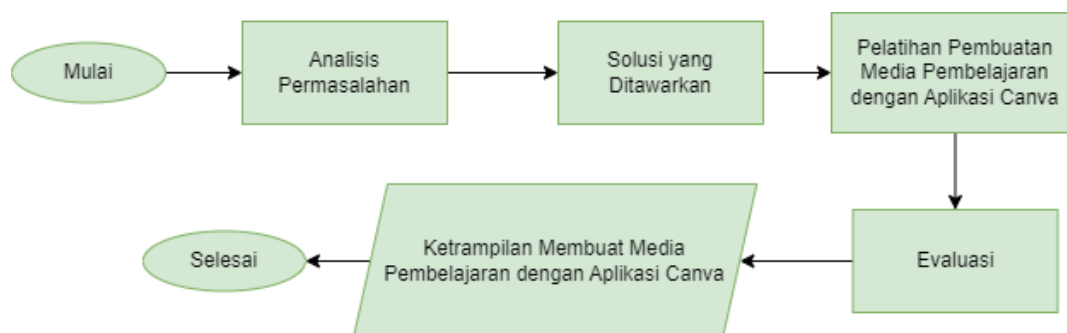 Mulai
Analisis
Permasalahan
Solusi yang
Ditawarkan
Pelatihan Pembuatan
Media Pembelajaran
dengan Aplikasi Canva
Evaluasi
Ketrampilan Membuat Media
Pembelajaran dengan Aplikasi Canva
Selesai